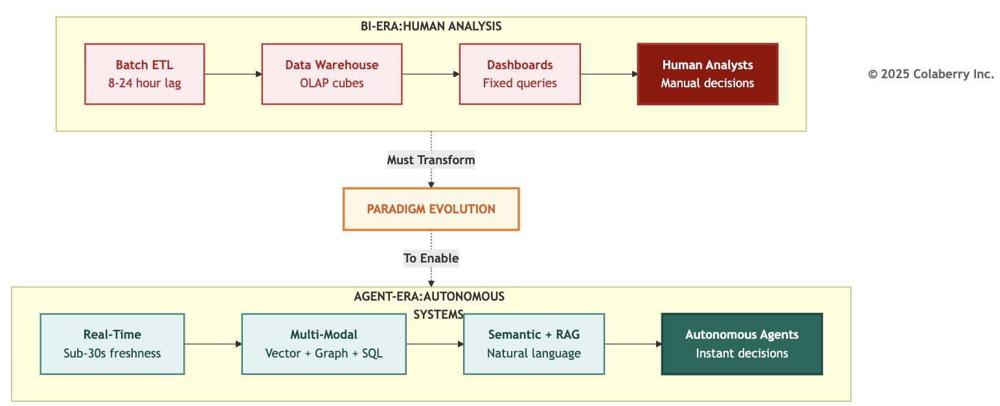 BI-ERA:HUMAN ANALYSIS
Batch ETL
8-24 hour lag
Data Warehouse
OLAP cubes
Dashboards
Fixed queries
Human Analysts
Manual decisions
© 2025 Colaberry Inc.
Must Transform
PARADIGM EVOLUTION
To Enable
AGENT-ERA:AUTONOMOUS
SYSTEMS
Real-Time
Sub-30s freshness
Multi-Modal
Vector + Graph + SQL
Semantic + RAG
Natural language
Autonomous Agents
Instant decisions